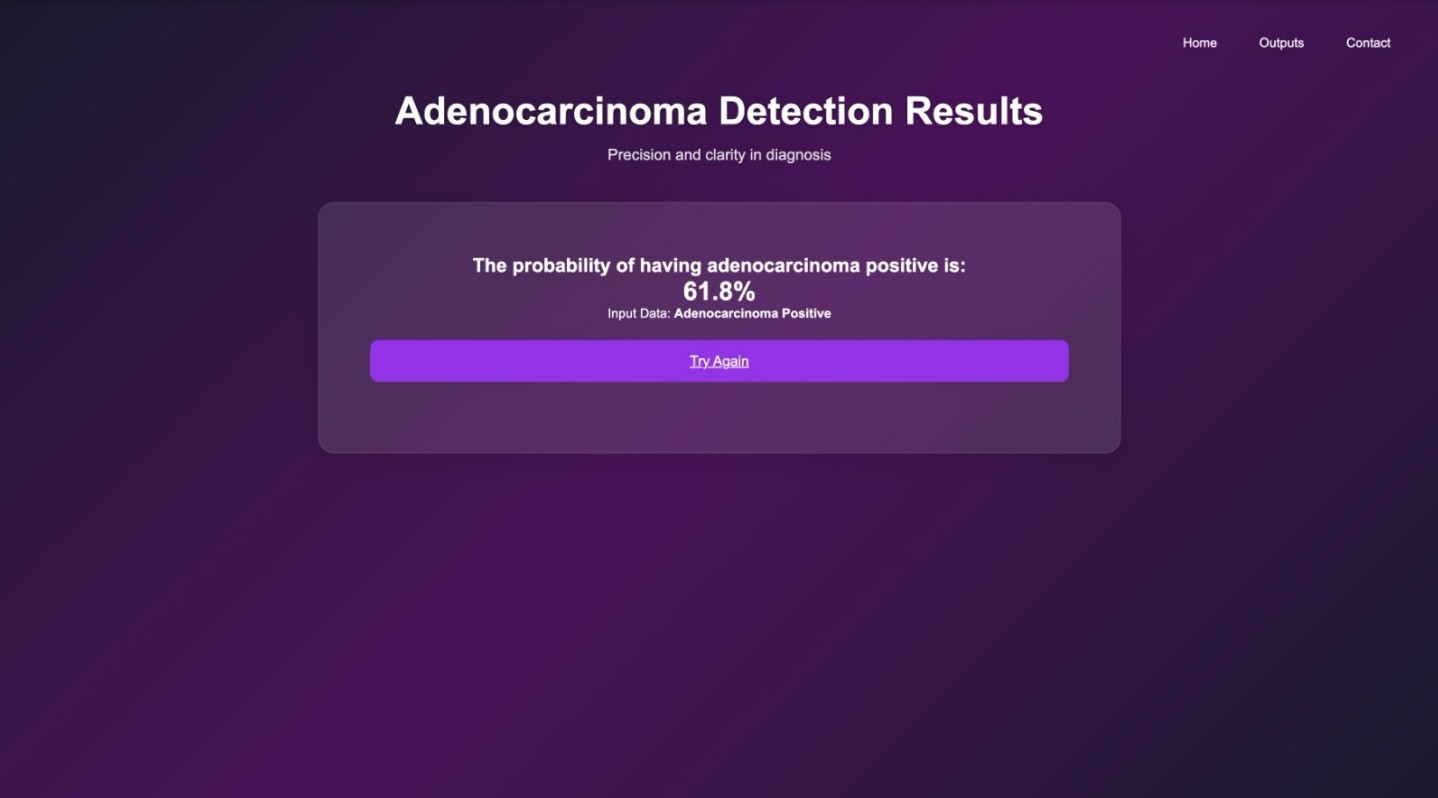 Home Outputs Contact
Adenocarcinoma Detection Results
Precision and clarity in diagnosis
The probability of having adenocarcinoma positive is:
61.8%
Input Data: Adenocarcinoma Positive
Try Again